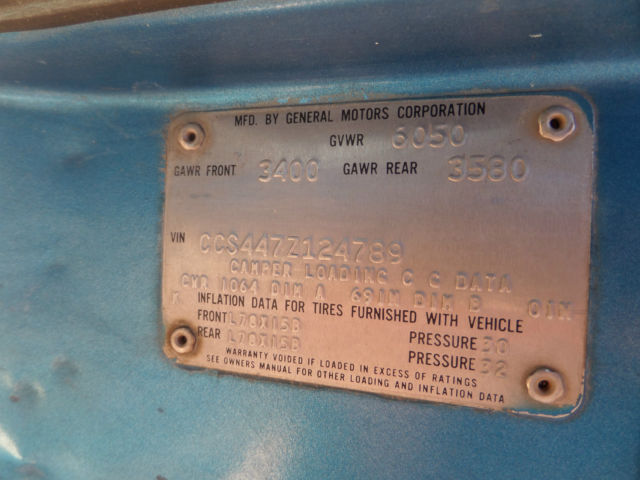 MFD. BY GENERAL MOTORS CORPORATION
GVWR 6050
GAWR FRONT 3400 GAWR REAR 3580
VIN CCS447Z124789
CAMPER LOADING C C DATA
CWR 1064 DIM A 69IN DIM B 0IN
INFLATION DATA FOR TIRES FURNISHED WITH VEHICLE
FRONT L78X15B PRESSURE 30
REAR L78X15B PRESSURE 32
WARRANTY VOIDED IF LOADED IN EXCESS OF RATINGS
SEE OWNERS MANUAL FOR OTHER LOADING AND INFLATION DATA